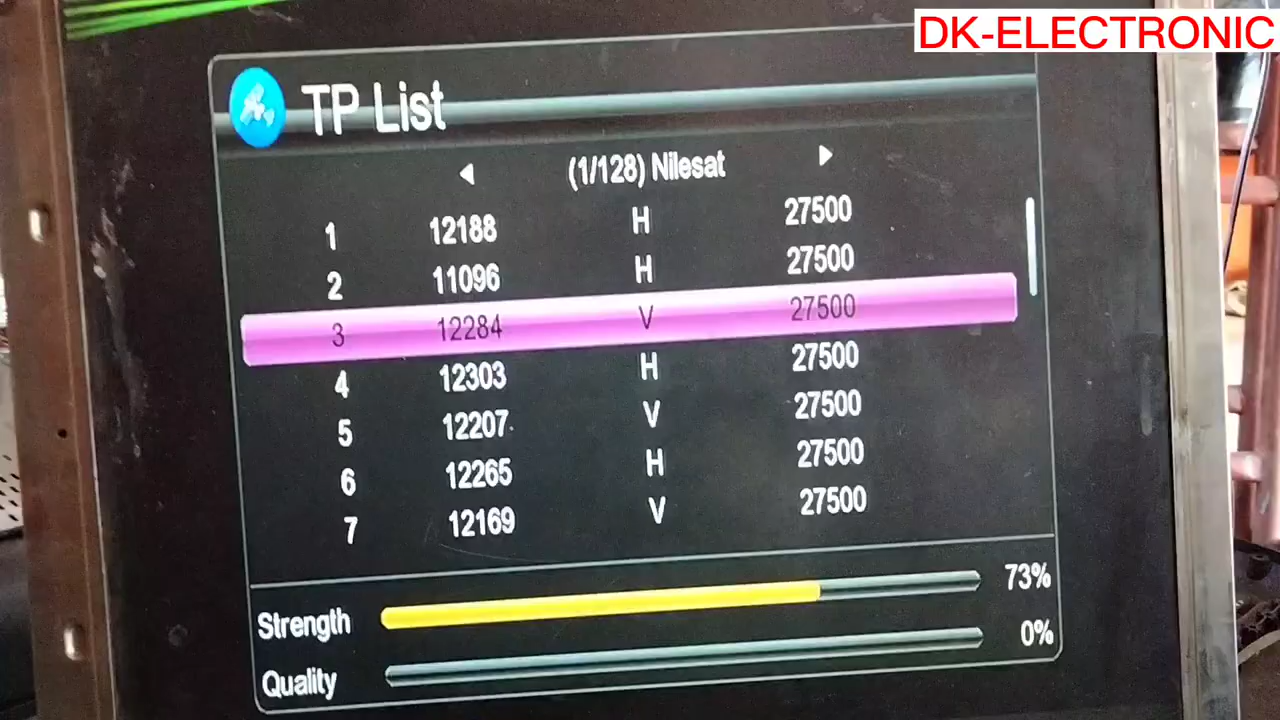 DK-ELECTRONIC
TP List
(1/128) Nilesat
1 12188 H 27500
2 11096 H 27500
3 12284 V 27500
4 12303 H 27500
5 12207 V 27500
6 12265 H 27500
7 12169 V 27500
Strength 73%
Quality 0%